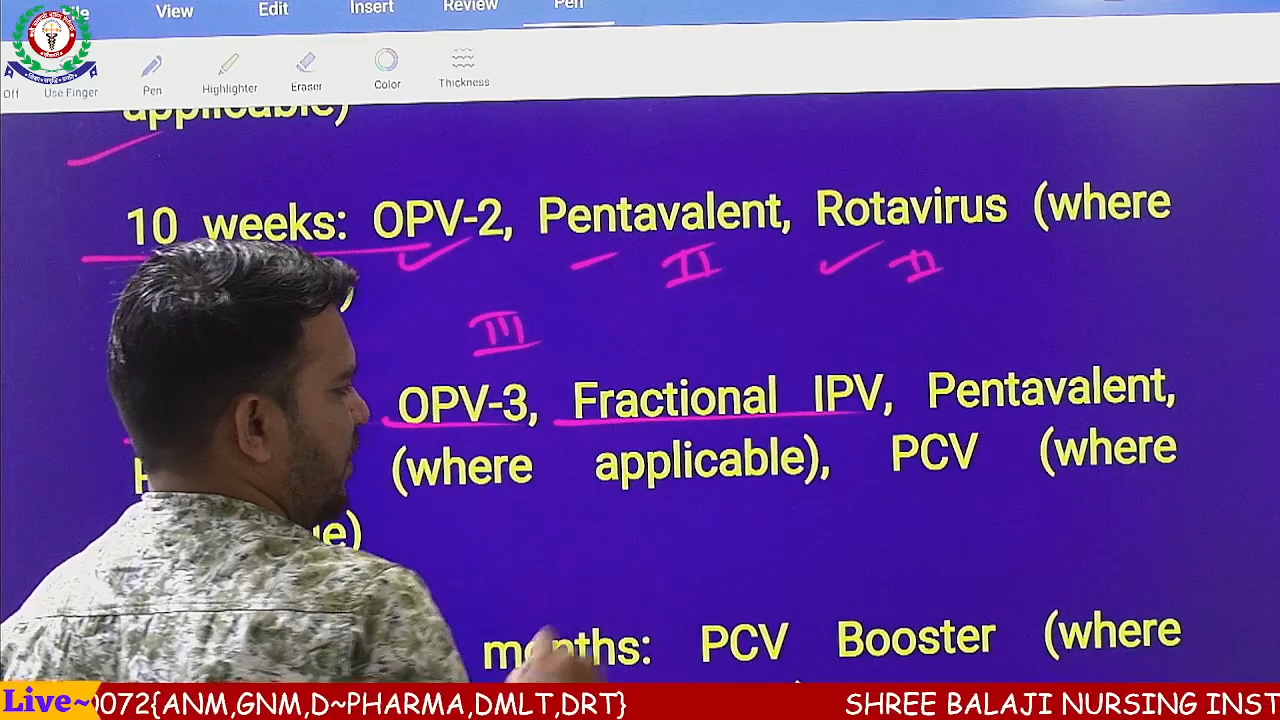 View Edit Insert Review Pen
Off Use Finger Pen Highlighter Eraser Color Thickness
applicable)
10 weeks: OPV-2, Pentavalent, Rotavirus (where
II II
III
OPV-3, Fractional IPV, Pentavalent,
(where applicable), PCV (where
months: PCV Booster (where
Live~ 0072{ANM,GNM,D~PHARMA,DMLT,DRT} SHREE BALAJI NURSING INST